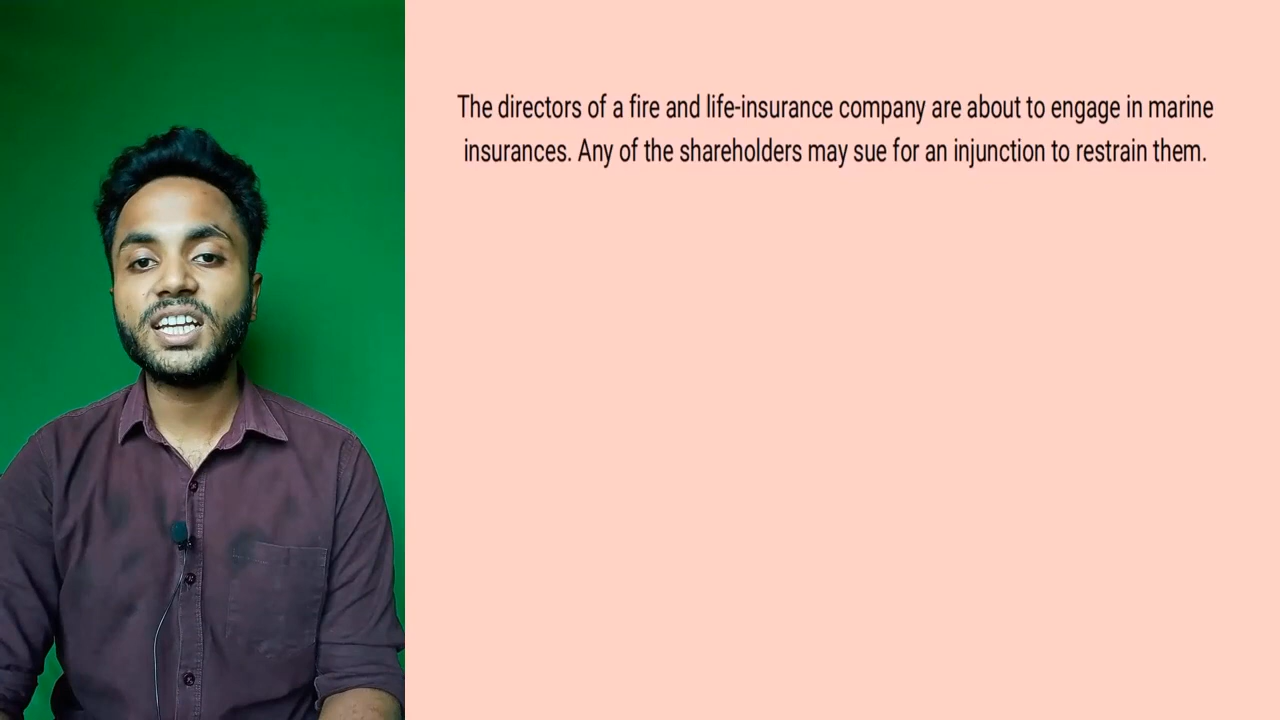 The directors of a fire and life-insurance company are about to engage in marine
insurances. Any of the shareholders may sue for an injunction to restrain them.